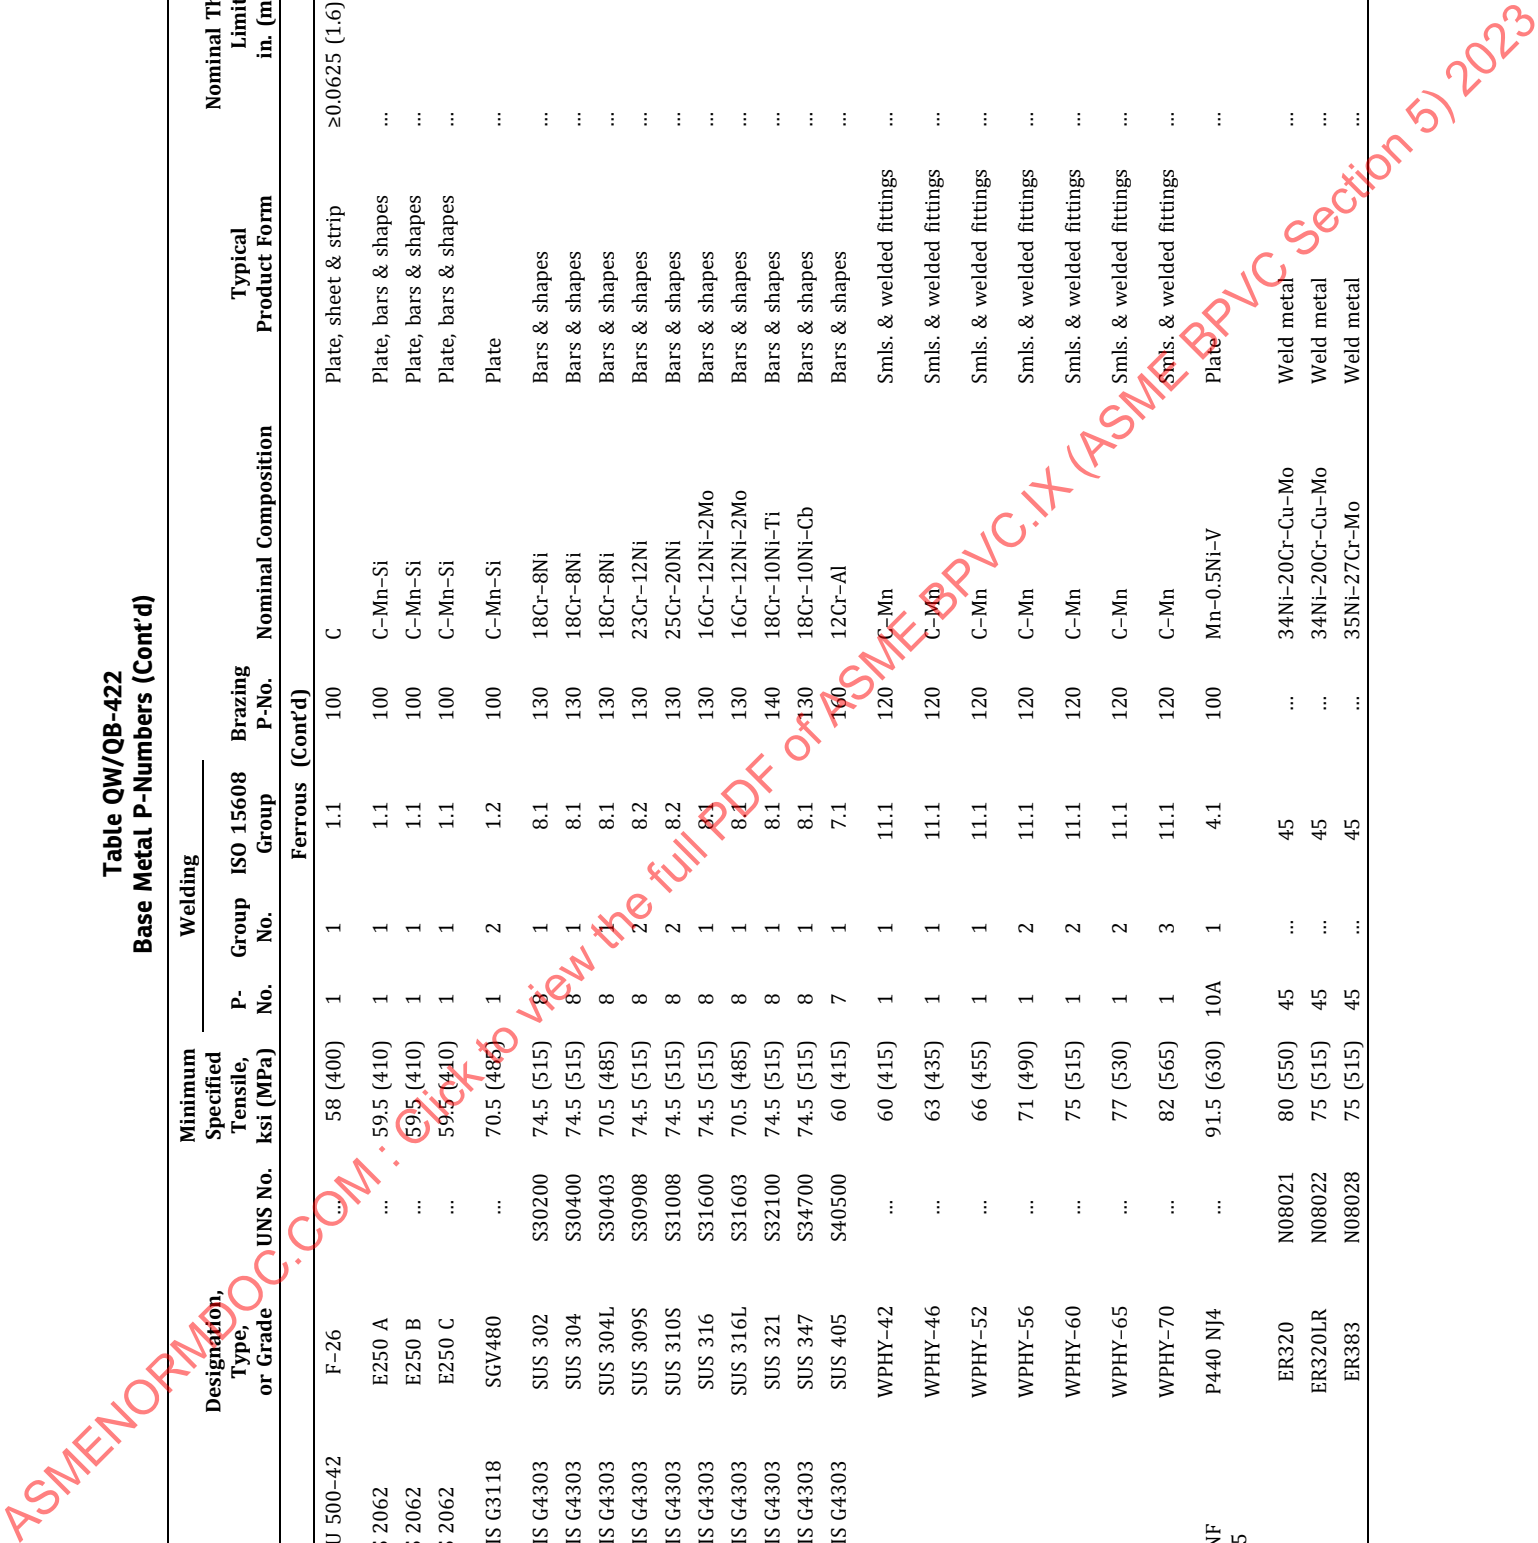 Table QW/QB–422
Base Metal P-Numbers (Cont'd)
Minimum Welding
Designation, Specified
Type, Tensile, P- Group ISO 15608 Brazing Typical Nominal
or Grade UNS No. ksi (MPa) No. No. Group P-No. Nominal Composition Product Form in.
Ferrous (Cont'd)
500–42 F–26 ... 58 (400) 1 1 1.1 100 C Plate, sheet & strip ≥0.0625 (1.6)
2062 E250 A ... 59.5 (410) 1 1 1.1 100 C–Mn–Si Plate, bars & shapes ...
2062 E250 B ... 59.5 (410) 1 1 1.1 100 C–Mn–Si Plate, bars & shapes ...
2062 E250 C ... 59.5 (410) 1 1 1.1 100 C–Mn–Si Plate, bars & shapes ...
IS G3118 SGV480 ... 70.5 (485) 1 2 1.2 100 C–Mn–Si Plate ...
IS G4303 SUS 302 S30200 74.5 (515) 8 1 8.1 130 18Cr–8Ni Bars & shapes ...
IS G4303 SUS 304 S30400 74.5 (515) 8 1 8.1 130 18Cr–8Ni Bars & shapes ...
IS G4303 SUS 304L S30403 70.5 (485) 8 1 8.1 130 18Cr–8Ni Bars & shapes ...
IS G4303 SUS 309S S30908 74.5 (515) 8 2 8.2 130 23Cr–12Ni Bars & shapes ...
IS G4303 SUS 310S S31008 74.5 (515) 8 2 8.2 130 25Cr–20Ni Bars & shapes ...
IS G4303 SUS 316 S31600 74.5 (515) 8 1 8.1 130 16Cr–12Ni–2Mo Bars & shapes ...
IS G4303 SUS 316L S31603 70.5 (485) 8 1 8.1 130 16Cr–12Ni–2Mo Bars & shapes ...
IS G4303 SUS 321 S32100 74.5 (515) 8 1 8.1 140 18Cr–10Ni–Ti Bars & shapes ...
IS G4303 SUS 347 S34700 74.5 (515) 8 1 8.1 130 18Cr–10Ni–Cb Bars & shapes ...
IS G4303 SUS 405 S40500 60 (415) 7 1 7.1 160 12Cr–Al Bars & shapes ...
WPHY–42 ... 60 (415) 1 1 11.1 120 C–Mn Smls. & welded fittings ...
WPHY–46 ... 63 (435) 1 1 11.1 120 C–Mn Smls. & welded fittings ...
WPHY–52 ... 66 (455) 1 1 11.1 120 C–Mn Smls. & welded fittings ...
WPHY–56 ... 71 (490) 1 2 11.1 120 C–Mn Smls. & welded fittings ...
WPHY–60 ... 75 (515) 1 2 11.1 120 C–Mn Smls. & welded fittings ...
WPHY–65 ... 77 (530) 1 2 11.1 120 C–Mn Smls. & welded fittings ...
WPHY–70 ... 82 (565) 1 3 11.1 120 C–Mn Smls. & welded fittings ...
NF P440 NJ4 ... 91.5 (630) 10A 1 4.1 100 Mn–0.5Ni–V Plate ...
5
ER320 N08021 80 (550) 45 ... 45 ... 34Ni–20Cr–Cu–Mo Weld metal ...
ER320LR N08022 75 (515) 45 ... 45 ... 34Ni–20Cr–Cu–Mo Weld metal ...
ER383 N08028 75 (515) 45 ... 45 ... 35Ni–27Cr–Mo Weld metal ...
ASMENORMDOC.COM : Click to view the full PDF of ASME BPVC.IX (ASME BPVC Section 5) 2023